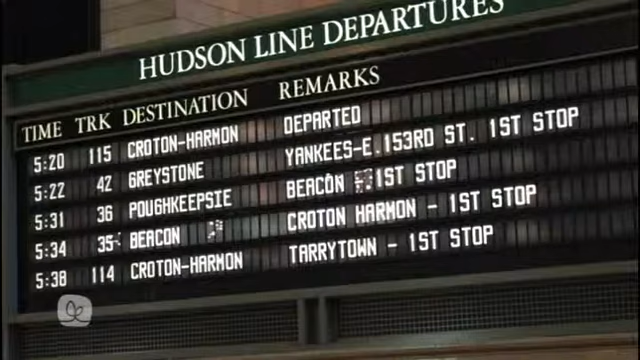 HUDSON LINE DEPARTURES
TIME TRK DESTINATION REMARKS
5:20 115 CROTON-HARMON DEPARTED
5:22 42 GREYSTONE YANKEES-E.153RD ST. 1ST STOP
5:31 36 POUGHKEEPSIE BEACON 1ST STOP
5:34 35 BEACON CROTON HARMON - 1ST STOP
5:38 114 CROTON-HARMON TARRYTOWN - 1ST STOP